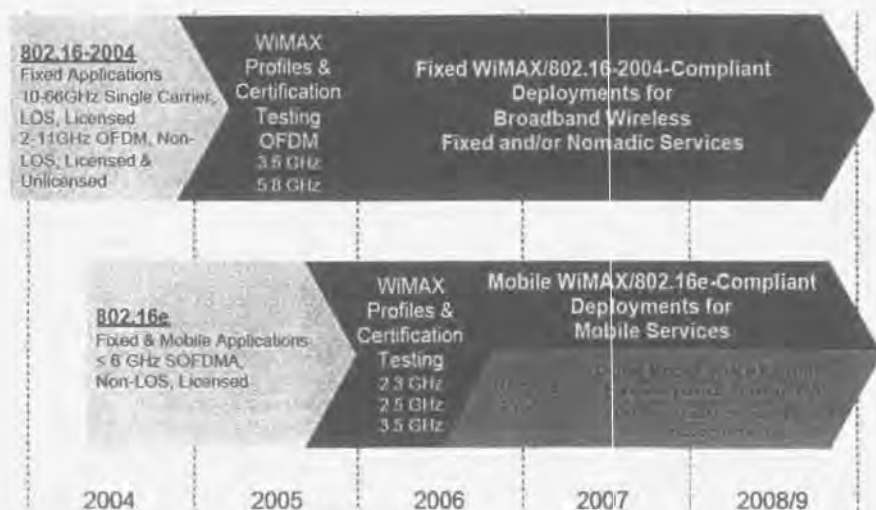 802.16-2004
Fixed Applications
10-66GHz Single Carrier,
LOS, Licensed
2-11GHz OFDM, Non-
LOS, Licensed &
Unlicensed
WiMAX
Profiles &
Certification
Testing
OFDM
3.5 GHz
5.8 GHz
Fixed WiMAX/802.16-2004-Compliant
Deployments for
Broadband Wireless
Fixed and/or Nomadic Services
802.16e
Fixed & Mobile Applications
< 6 GHz SOFDMA,
Non-LOS, Licensed
WiMAX
Profiles &
Certification
Testing
2.3 GHz
2.5 GHz
3.5 GHz
Mobile WiMAX/802.16e-Compliant
Deployments for
Mobile Services
2004 2005 2006 2007 2008/9